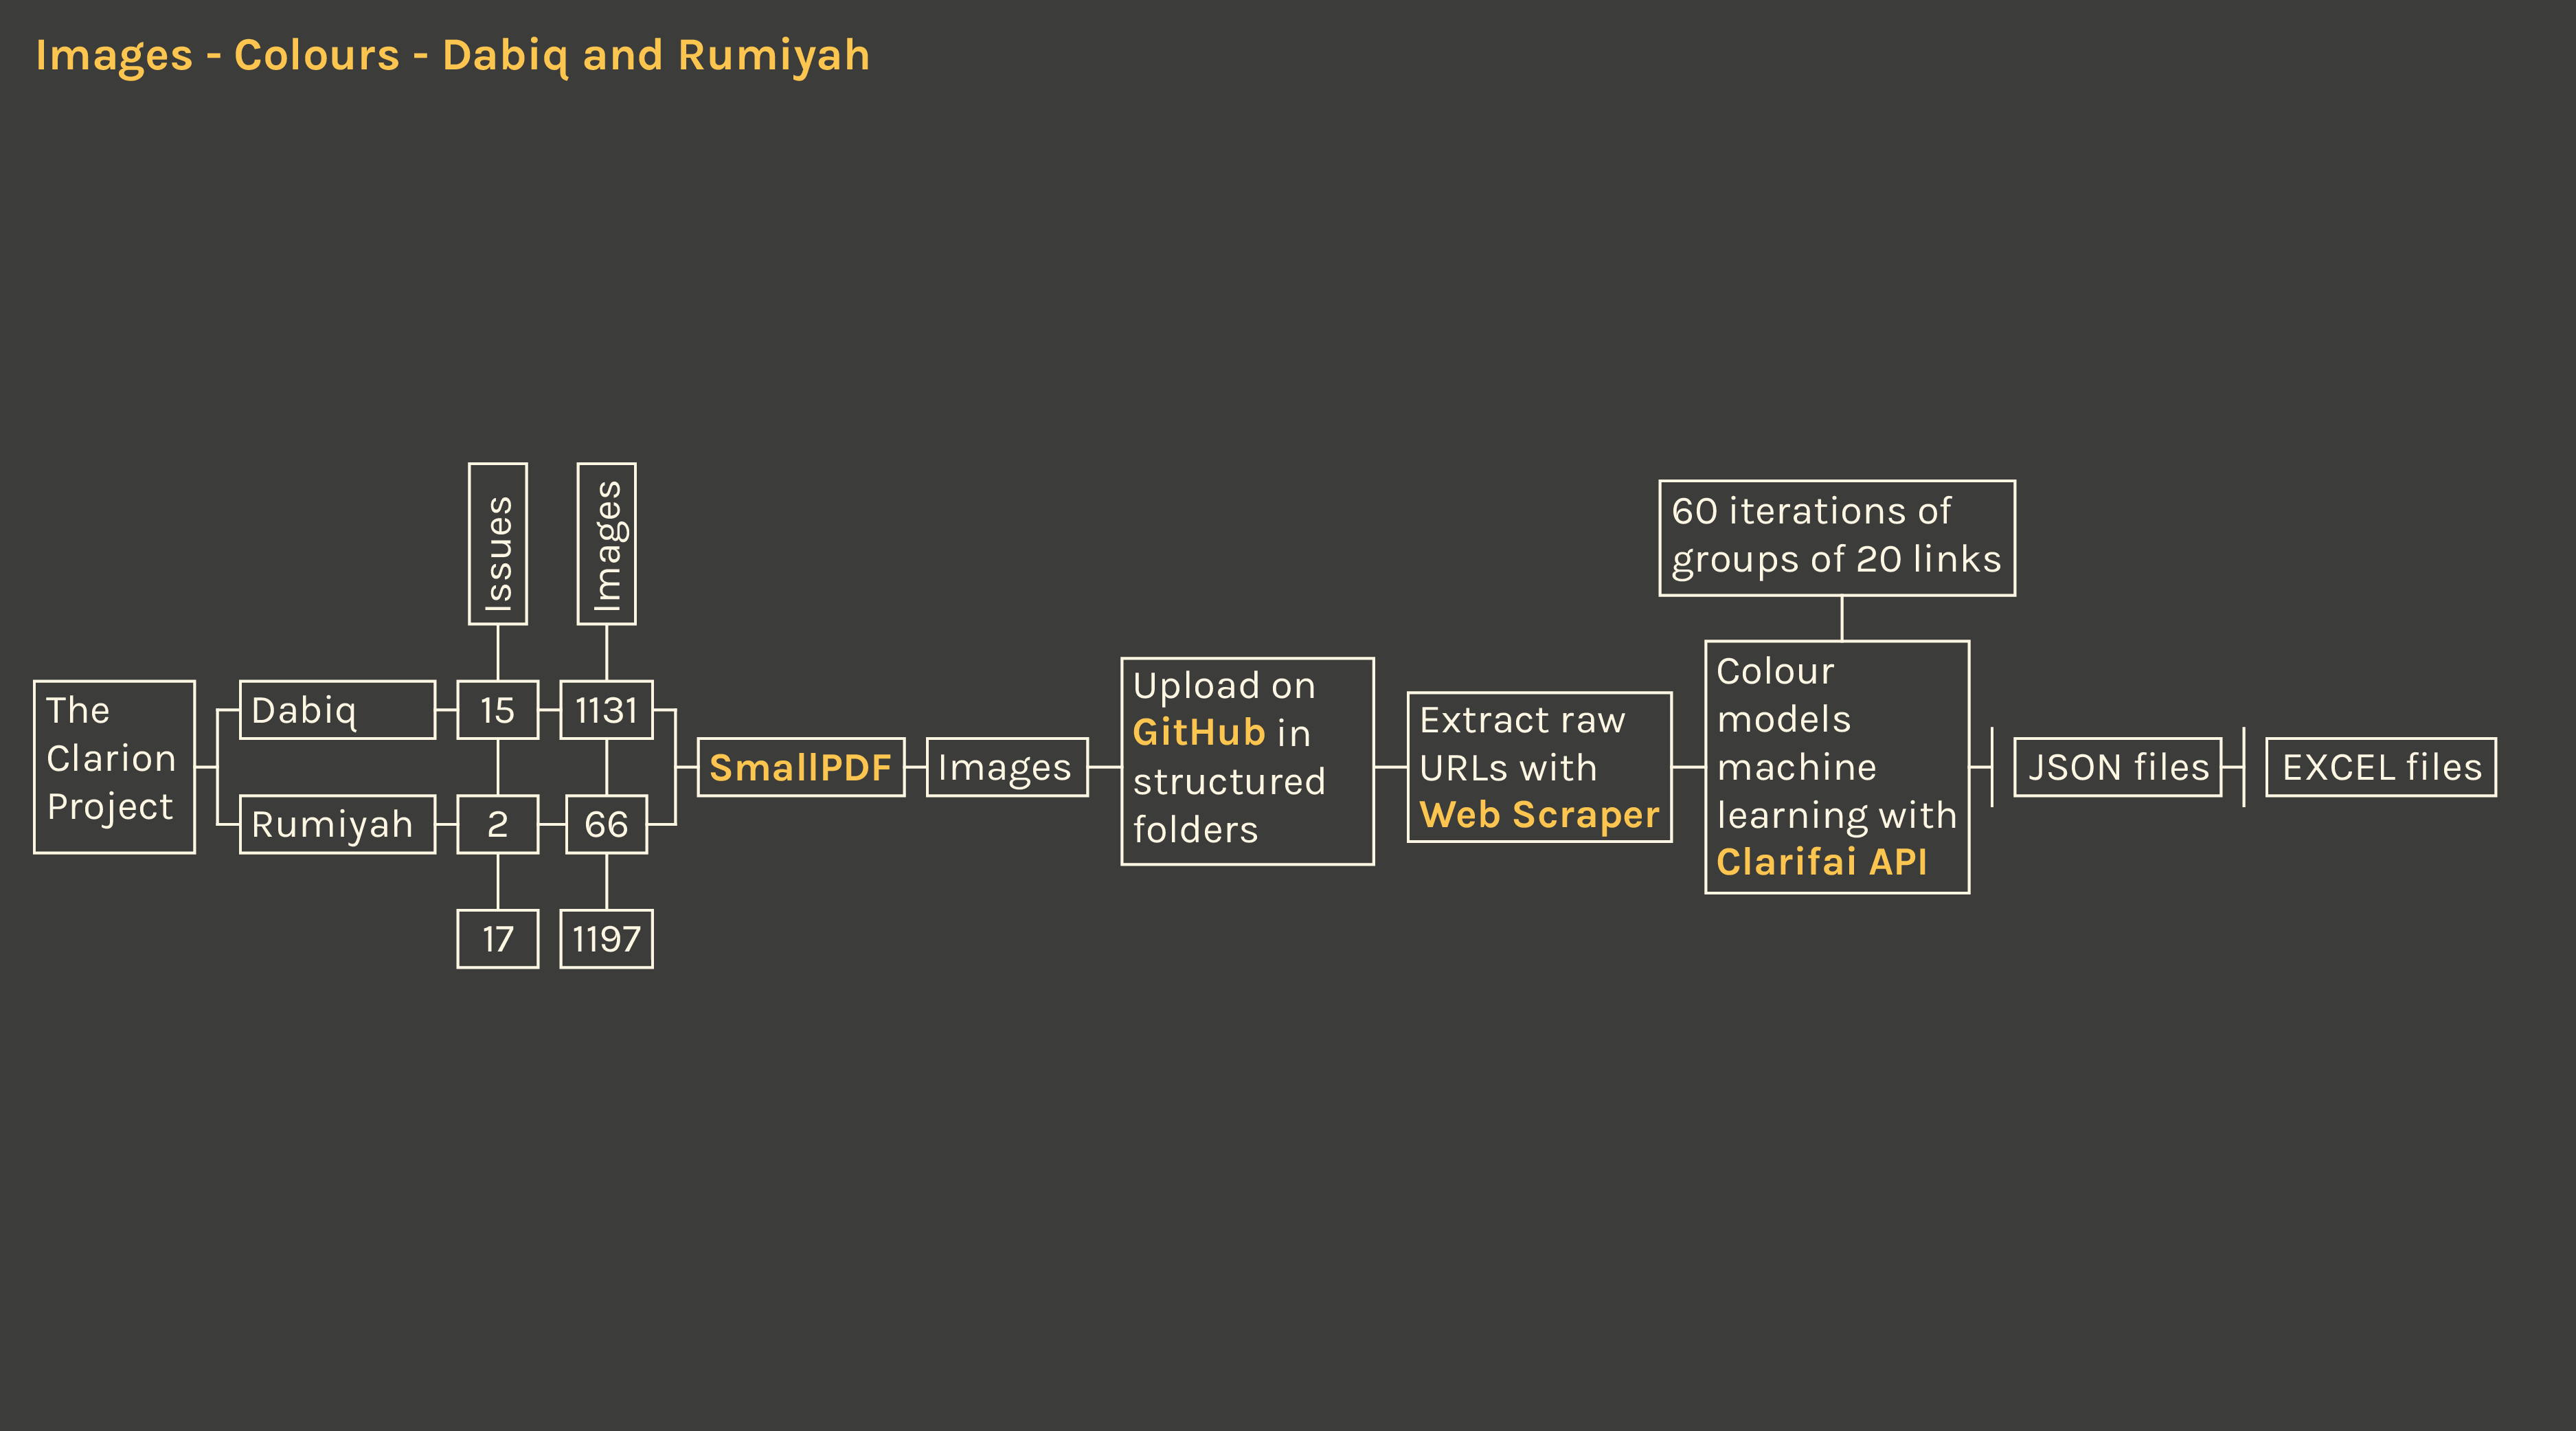 Images - Colours - Dabiq and Rumiyah
Issues
Images
The
Clarion
Project
Dabiq
15
1131
Rumiyah
2
66
17
1197
SmallPDF
Images
Upload on
GitHub in
structured
folders
Extract raw
URLs with
Web Scraper
60 iterations of
groups of 20 links
Colour
models
machine
learning with
Clarifai API
JSON files
EXCEL files